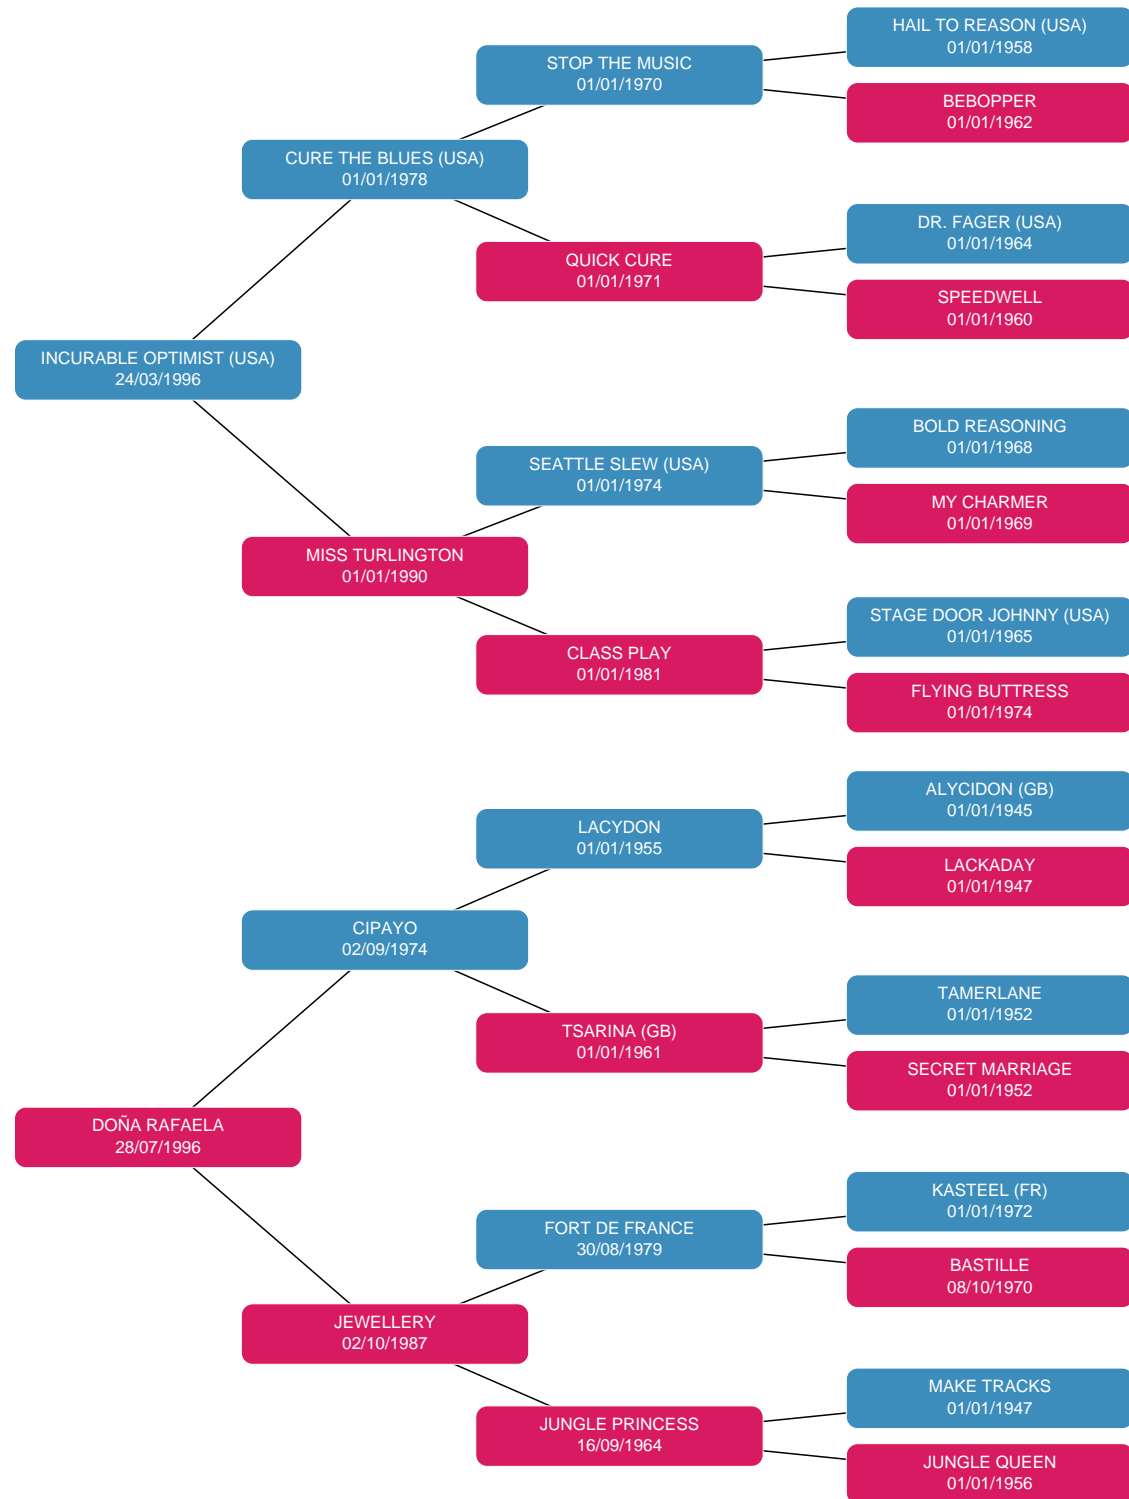 HAIL TO REASON (USA)
01/01/1958
STOP THE MUSIC
01/01/1970
BEBOPPER
01/01/1962
CURE THE BLUES (USA)
01/01/1978
DR. FAGER (USA)
01/01/1964
QUICK CURE
01/01/1971
SPEEDWELL
01/01/1960
INCURABLE OPTIMIST (USA)
24/03/1996
BOLD REASONING
01/01/1968
SEATTLE SLEW (USA)
01/01/1974
MY CHARMER
01/01/1969
MISS TURLINGTON
01/01/1990
STAGE DOOR JOHNNY (USA)
01/01/1965
CLASS PLAY
01/01/1981
FLYING BUTTRESS
01/01/1974
ALYCIDON (GB)
01/01/1945
LACYDON
01/01/1955
LACKADAY
01/01/1947
CIPAYO
02/09/1974
TAMERLANE
01/01/1952
TSARINA (GB)
01/01/1961
SECRET MARRIAGE
01/01/1952
DOÑA RAFAELA
28/07/1996
KASTEEL (FR)
01/01/1972
FORT DE FRANCE
30/08/1979
BASTILLE
08/10/1970
JEWELLERY
02/10/1987
MAKE TRACKS
01/01/1947
JUNGLE PRINCESS
16/09/1964
JUNGLE QUEEN
01/01/1956